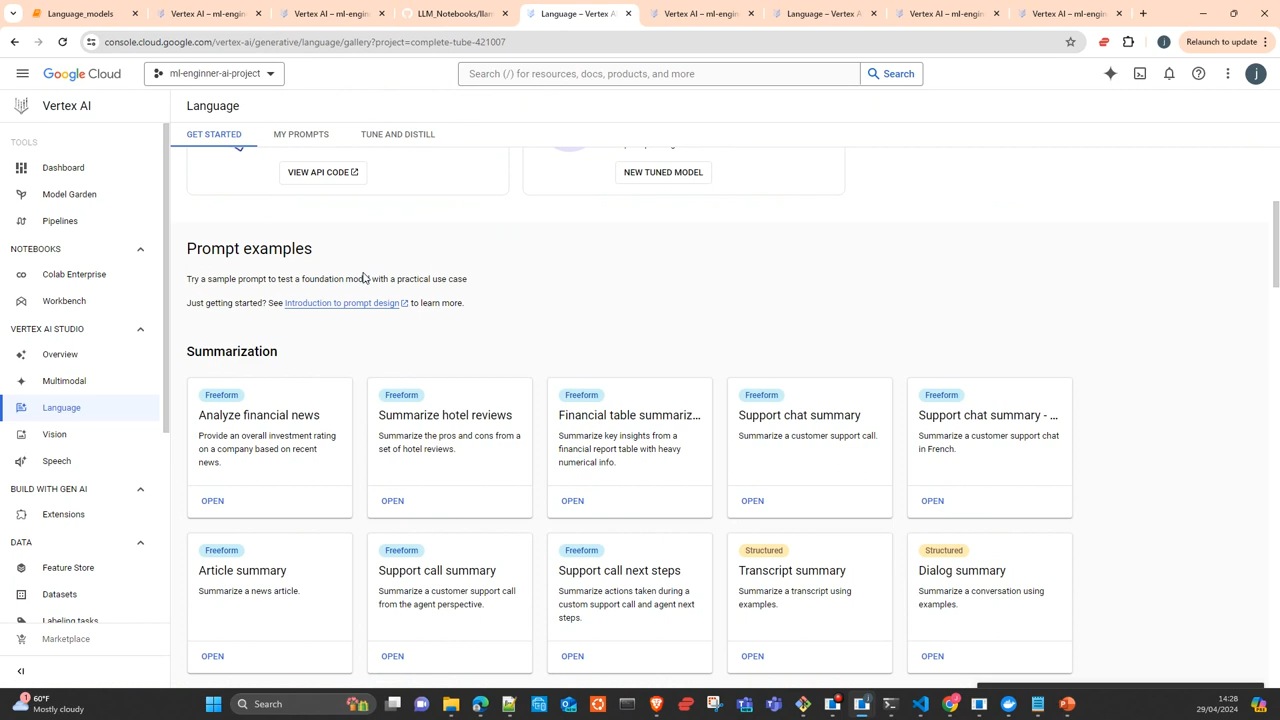 Language_models
Vertex AI – ml-enginner
Vertex AI – ml-enginn
LLM_Notebooks/llan
Language – Vertex A
Vertex AI – ml-enginn
Language – Vertex A
Vertex AI – ml-enginn
Vertex AI – ml-enginn
console.cloud.google.com/vertex-ai/generative/language/gallery?project=complete-tube-421007
j
Relaunch to update
Google Cloud
ml-enginner-ai-project
Search (/) for resources, docs, products, and more
Search
j
Vertex AI
Language
TOOLS
GET STARTED
MY PROMPTS
TUNE AND DISTILL
Dashboard
Model Garden
Pipelines
NOTEBOOKS
Colab Enterprise
Workbench
VERTEX AI STUDIO
Overview
Multimodal
Language
Vision
Speech
BUILD WITH GEN AI
Extensions
DATA
Feature Store
Datasets
Labeling tasks
Marketplace
VIEW API CODE
NEW TUNED MODEL
Prompt examples
Try a sample prompt to test a foundation model with a practical use case
Just getting started? See Introduction to prompt design to learn more.
Summarization
Freeform
Analyze financial news
Provide an overall investment rating
on a company based on recent
news.
OPEN
Freeform
Summarize hotel reviews
Summarize the pros and cons from a
set of hotel reviews.
OPEN
Freeform
Financial table summariz...
Summarize key insights from a
financial report table with heavy
numerical info.
OPEN
Freeform
Support chat summary
Summarize a customer support call.
OPEN
Freeform
Support chat summary - ...
Summarize a customer support chat
in French.
OPEN
Freeform
Article summary
Summarize a news article.
OPEN
Freeform
Support call summary
Summarize a customer support call
from the agent perspective.
OPEN
Freeform
Support call next steps
Summarize actions taken during a
custom support call and agent next
steps.
OPEN
Structured
Transcript summary
Summarize a transcript using
examples.
OPEN
Structured
Dialog summary
Summarize a conversation using
examples.
OPEN
1
60°F
Mostly cloudy
Search
14:28
29/04/2024